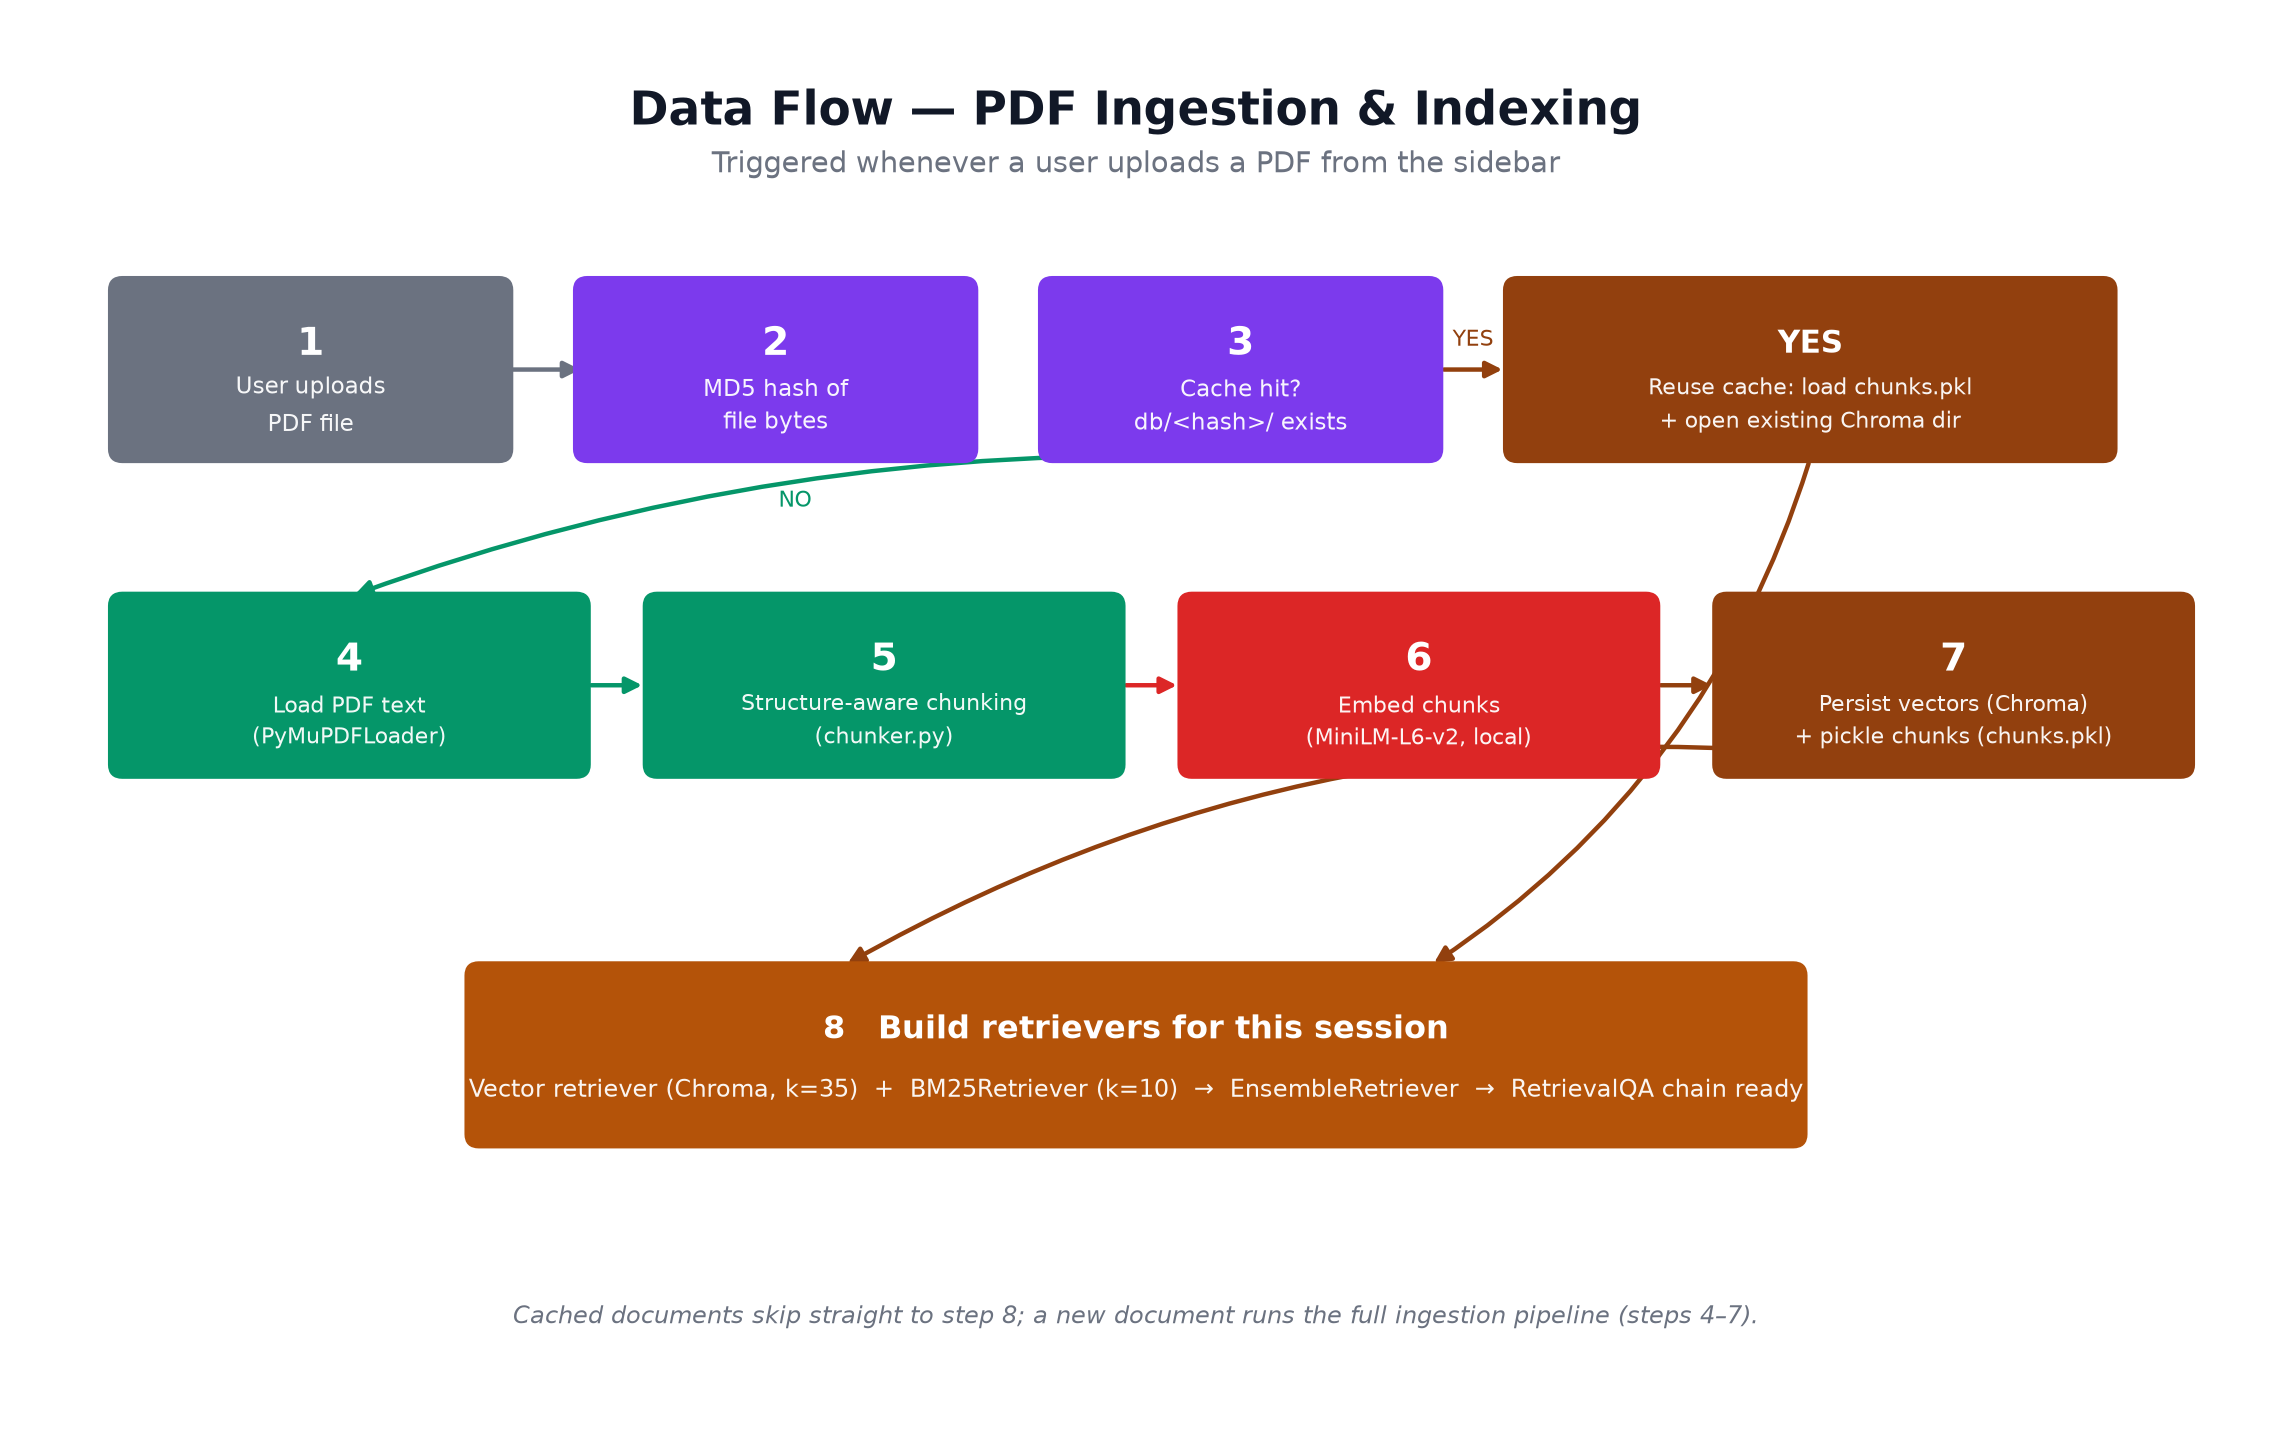 Data Flow — PDF Ingestion & Indexing
Triggered whenever a user uploads a PDF from the sidebar
1
User uploads
PDF file
2
MD5 hash of
file bytes
3
Cache hit?
db/<hash>/ exists
YES
YES
Reuse cache: load chunks.pkl
+ open existing Chroma dir
NO
4
Load PDF text
(PyMuPDFLoader)
5
Structure-aware chunking
(chunker.py)
6
Embed chunks
(MiniLM-L6-v2, local)
7
Persist vectors (Chroma)
+ pickle chunks (chunks.pkl)
8 Build retrievers for this session
Vector retriever (Chroma, k=35) + BM25Retriever (k=10) → EnsembleRetriever → RetrievalQA chain ready
Cached documents skip straight to step 8; a new document runs the full ingestion pipeline (steps 4–7).